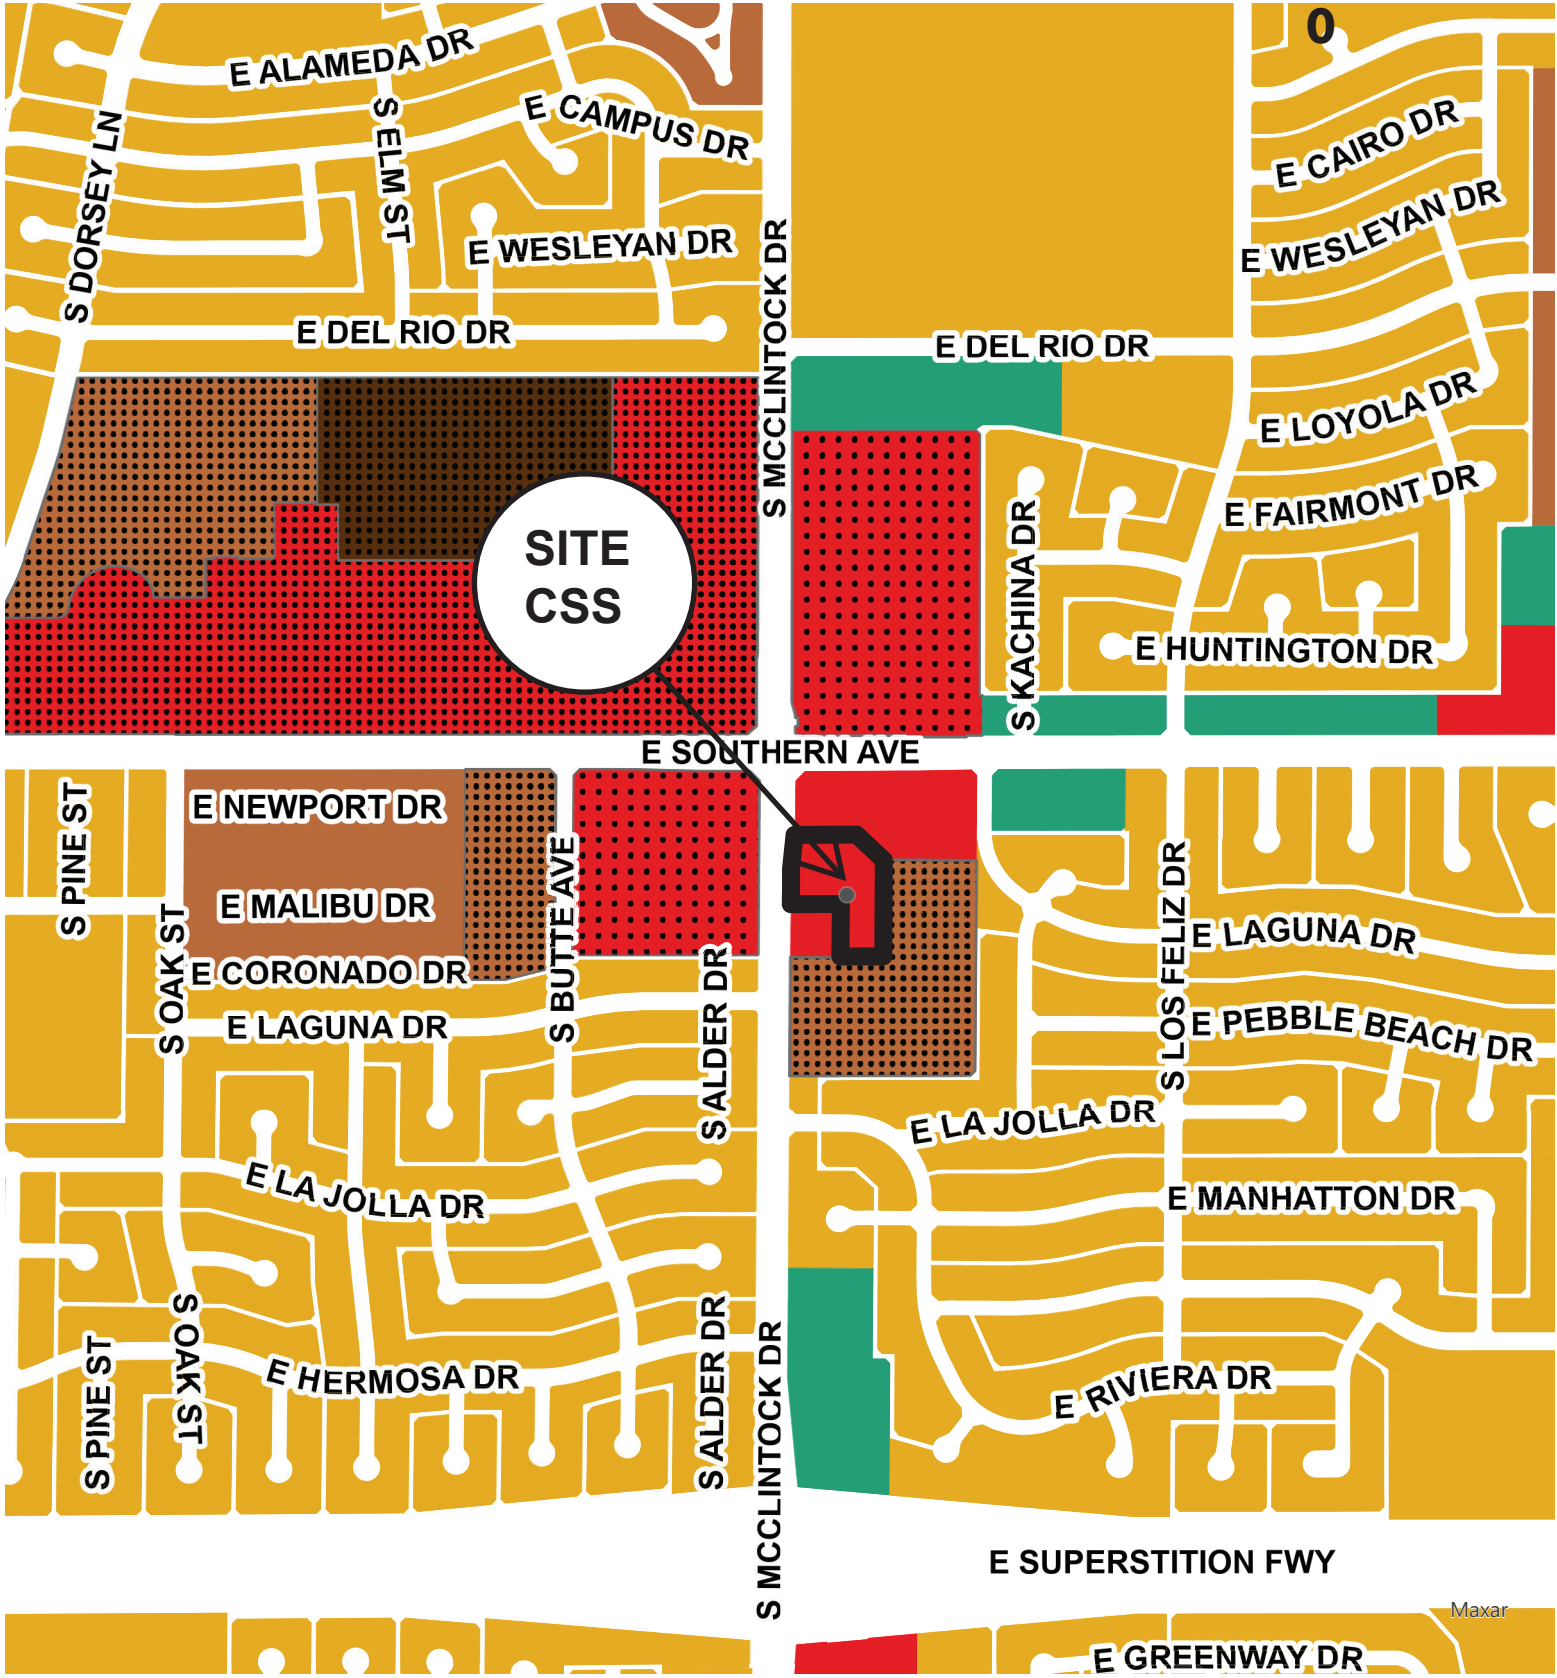 0
E ALAMEDA DR
E CAMPUS DR
S ELM ST
S DORSEY LN
E CAIRO DR
E WESLEYAN DR
E WESLEYAN DR
S MCCLINTOCK DR
E DEL RIO DR
E DEL RIO DR
E LOYOLA DR
E FAIRMONT DR
S KACHINA DR
SITE
CSS
E HUNTINGTON DR
E SOUTHERN AVE
E NEWPORT DR
S PINE ST
E MALIBU DR
S BUTTE AVE
S OAK ST
E CORONADO DR
S LOS FELIZ DR
E LAGUNA DR
E LAGUNA DR
S ALDER DR
E PEBBLE BEACH DR
E LA JOLLA DR
E LA JOLLA DR
E MANHATTON DR
S OAK ST
S PINE ST
E HERMOSA DR
S ALDER DR
S MCCLINTOCK DR
E RIVIERA DR
E SUPERSTITION FWY
Maxar
E GREENWAY DR